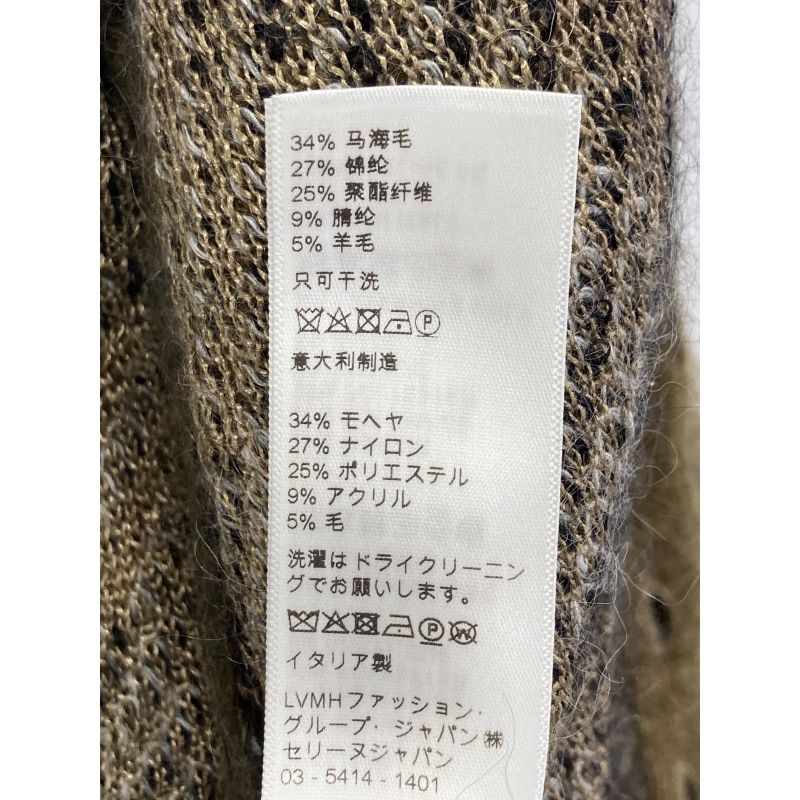 34% 马海毛
27% 锦纶
25% 聚酯纤维
9% 腈纶
5% 羊毛
只可干洗
P
意大利制造
34% モヘヤ
27% ナイロン
25% ポリエステル
9% アクリル
5% 毛
洗濯はドライクリーニン
グでお願いします。
P W
イタリア製
LVMHファッション・
グループ・ジャパン㈱
セリーヌジャパン
03 - 5414 - 1401